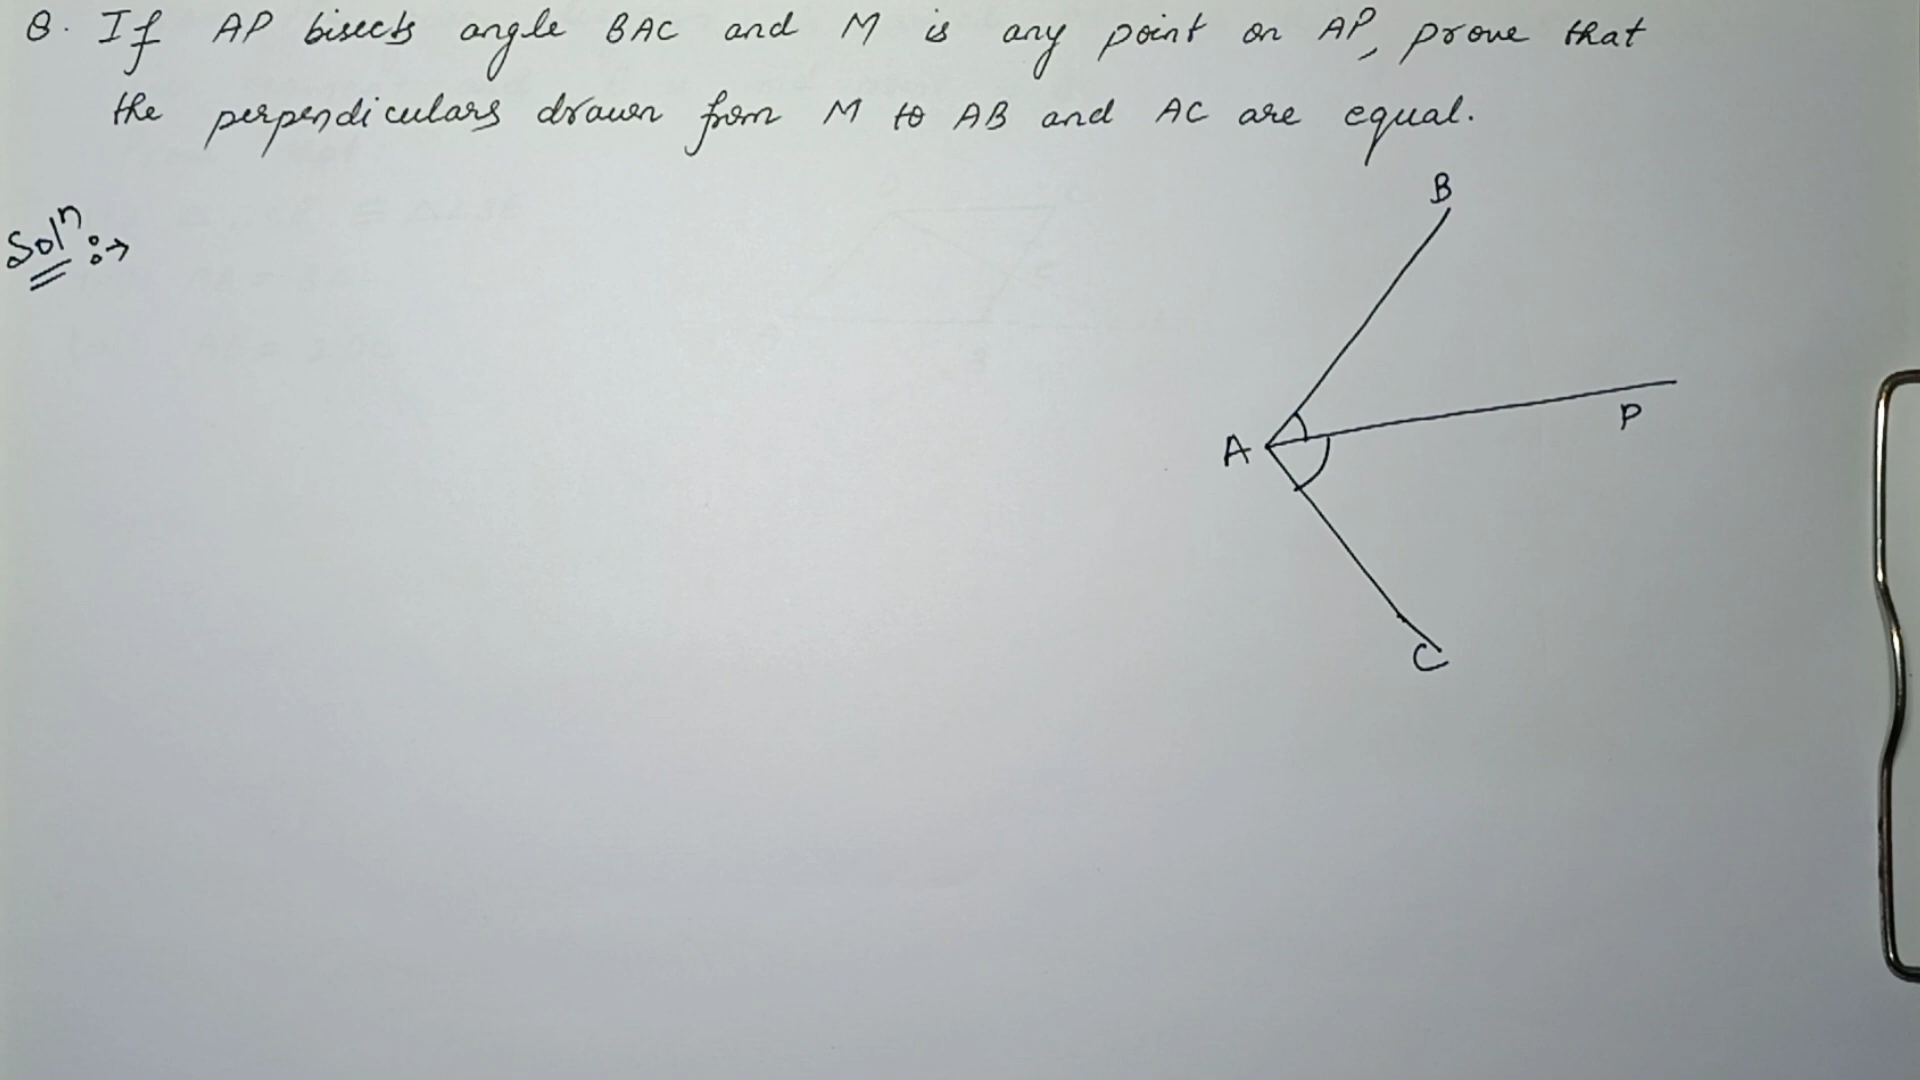 Q. If AP bisects angle BAC and M is any point on AP, prove that
the perpendiculars drawn from M to AB and AC are equal.
Solⁿ:→
B
P
A
C